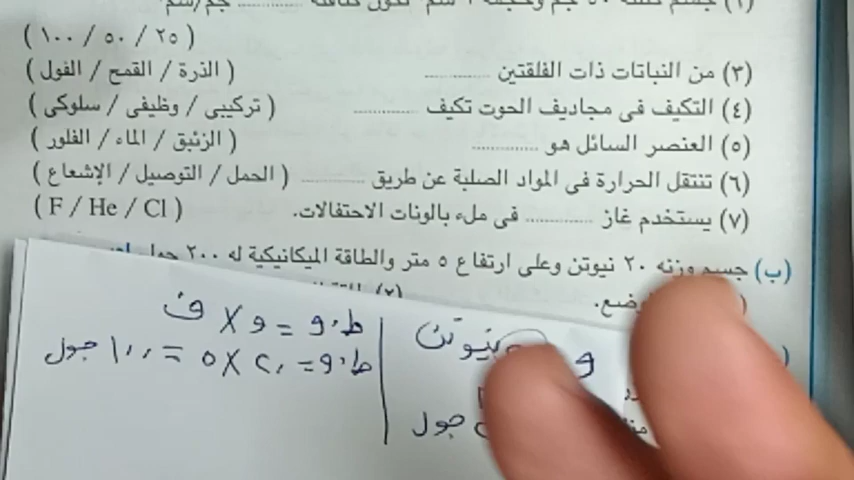 ( ٢٥ / ٥٠ / ١٠٠ )
(٣) من النباتات ذات الفلقتين ............ ( الذرة / القمح / الفول )
(٤) التكيف فى مجاديف الحوت تكيف ............ ( تركيبى / وظيفى / سلوكى )
(٥) العنصر السائل هو ............ ( الزئبق / الماء / الفلور )
(٦) تنتقل الحرارة فى المواد الصلبة عن طريق ............ ( الحمل / التوصيل / الإشعاع )
(٧) يستخدم غاز ............ فى ملء بالونات الاحتفالات. ( F / He / Cl )
(ب) جسم وزنه ٢٠ نيوتن وعلى ارتفاع ٥ متر والطاقة الميكانيكية له ٢٠٠ جول
ط.و = و X ف
ط.و = ٢٠ X ٥ = ١٠٠ جول
و
نيوتن
جول